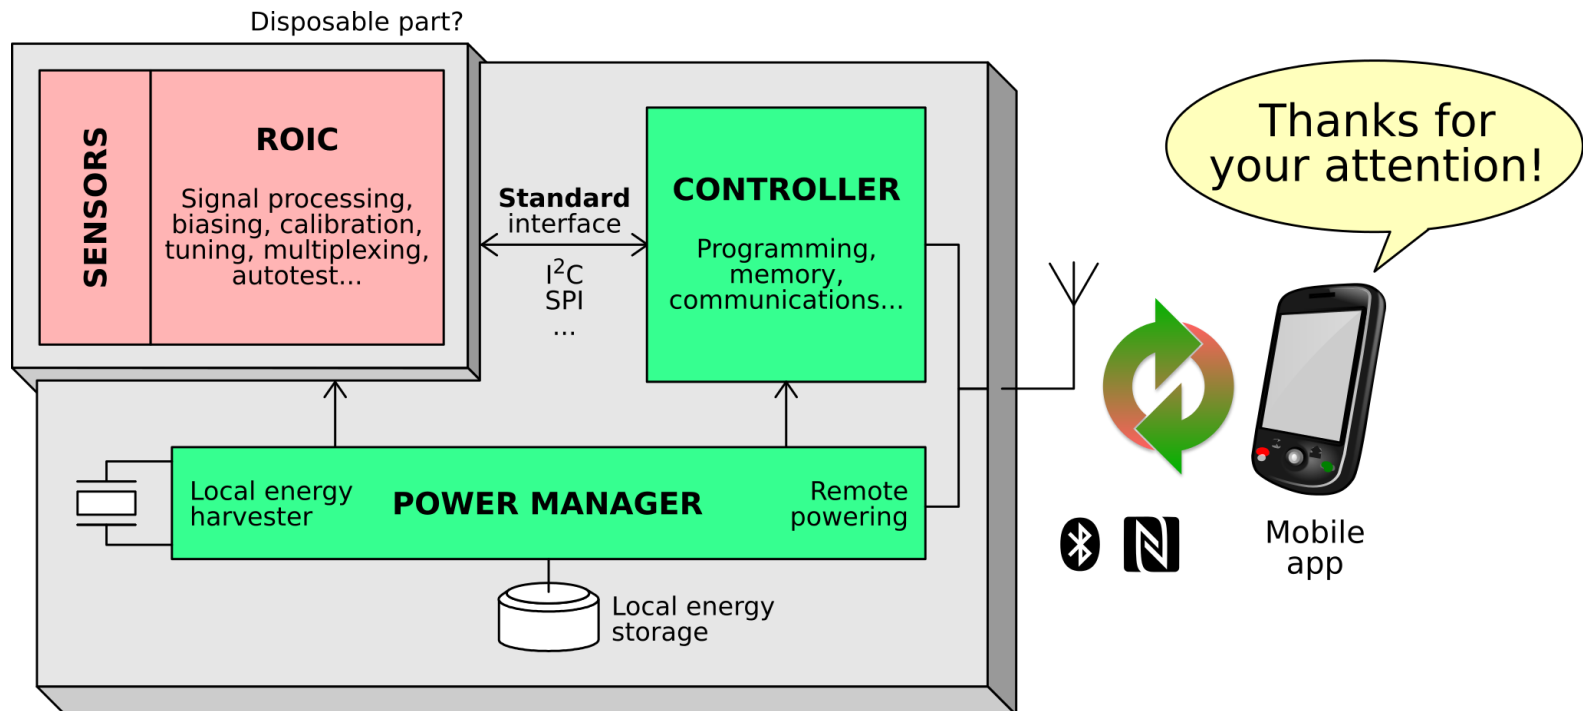 Disposable part?
SENSORS
ROIC
Signal processing,
biasing, calibration,
tuning, multiplexing,
autotest...
Standard
interface
I²C
SPI
...
CONTROLLER
Programming,
memory,
communications...
Thanks for
your attention!
Local energy
harvester
POWER MANAGER
Remote
powering
Local energy
storage
Mobile
app